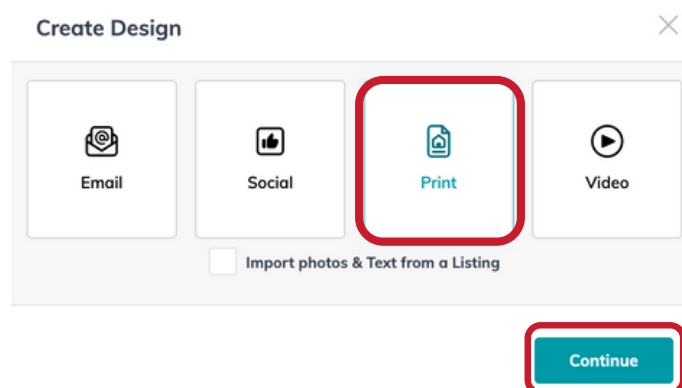 Create Design
Email
Social
Print
Video
Import photos & Text from a Listing
Continue